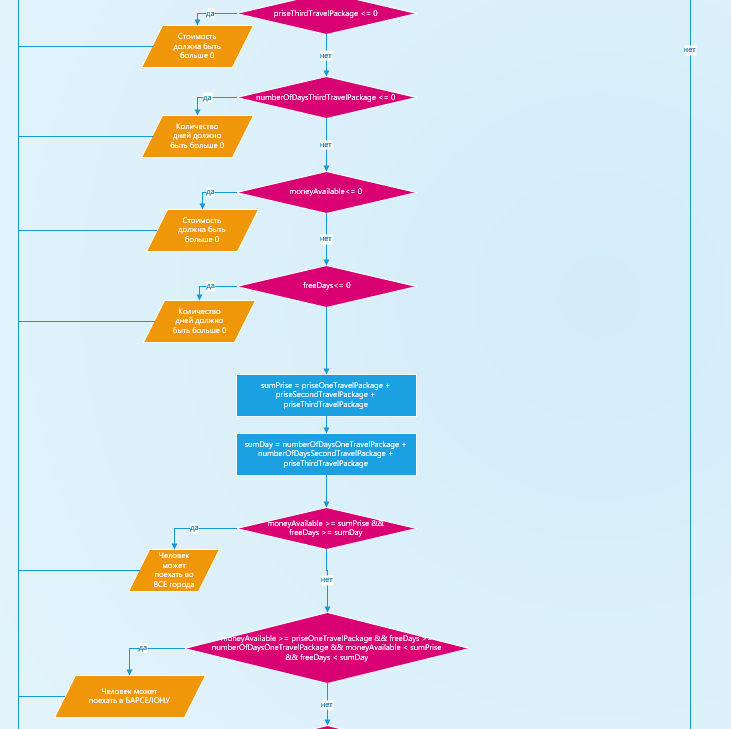 priseThirdTravelPackage <= 0
да
Стоимость
должна быть
больше 0
нет
нет
numberOfDaysThirdTravelPackage <= 0
да
Количество
дней должно
быть больше 0
нет
moneyAvailable<= 0
да
Стоимость
должна быть
больше 0
нет
freeDays<= 0
да
Количество
дней должно
быть больше 0
sumPrise = priseOneTravelPackage +
priseSecondTravelPackage +
priseThirdTravelPackage
sumDay = numberOfDaysOneTravelPackage +
numberOfDaysSecondTravelPackage +
priseThirdTravelPackage
moneyAvailable >= sumPrise &&
freeDays >= sumDay
да
Человек
может
поехать во
ВСЕ города
нет
moneyAvailable >= priseOneTravelPackage && freeDays >=
numberOfDaysOneTravelPackage && moneyAvailable < sumPrise
&& freeDays < sumDay
да
Человек может
поехать в БАРСЕЛОНУ
нет